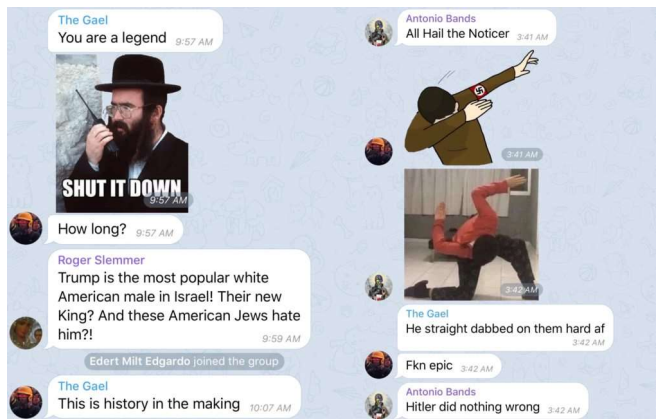 The Gael
You are a legend 9:57 AM
SHUT IT DOWN
9:57 AM
How long? 9:57 AM
Roger Slemmer
Trump is the most popular white
American male in Israel! Their new
King? And these American Jews hate
him?!
9:59 AM
Edert Milt Edgardo joined the group
The Gael
This is history in the making 10:07 AM
Antonio Bands
All Hail the Noticer 3:41 AM
3:41 AM
3:42 AM
The Gael
He straight dabbed on them hard af
3:42 AM
Fkn epic 3:42 AM
Antonio Bands
Hitler did nothing wrong 3:42 AM